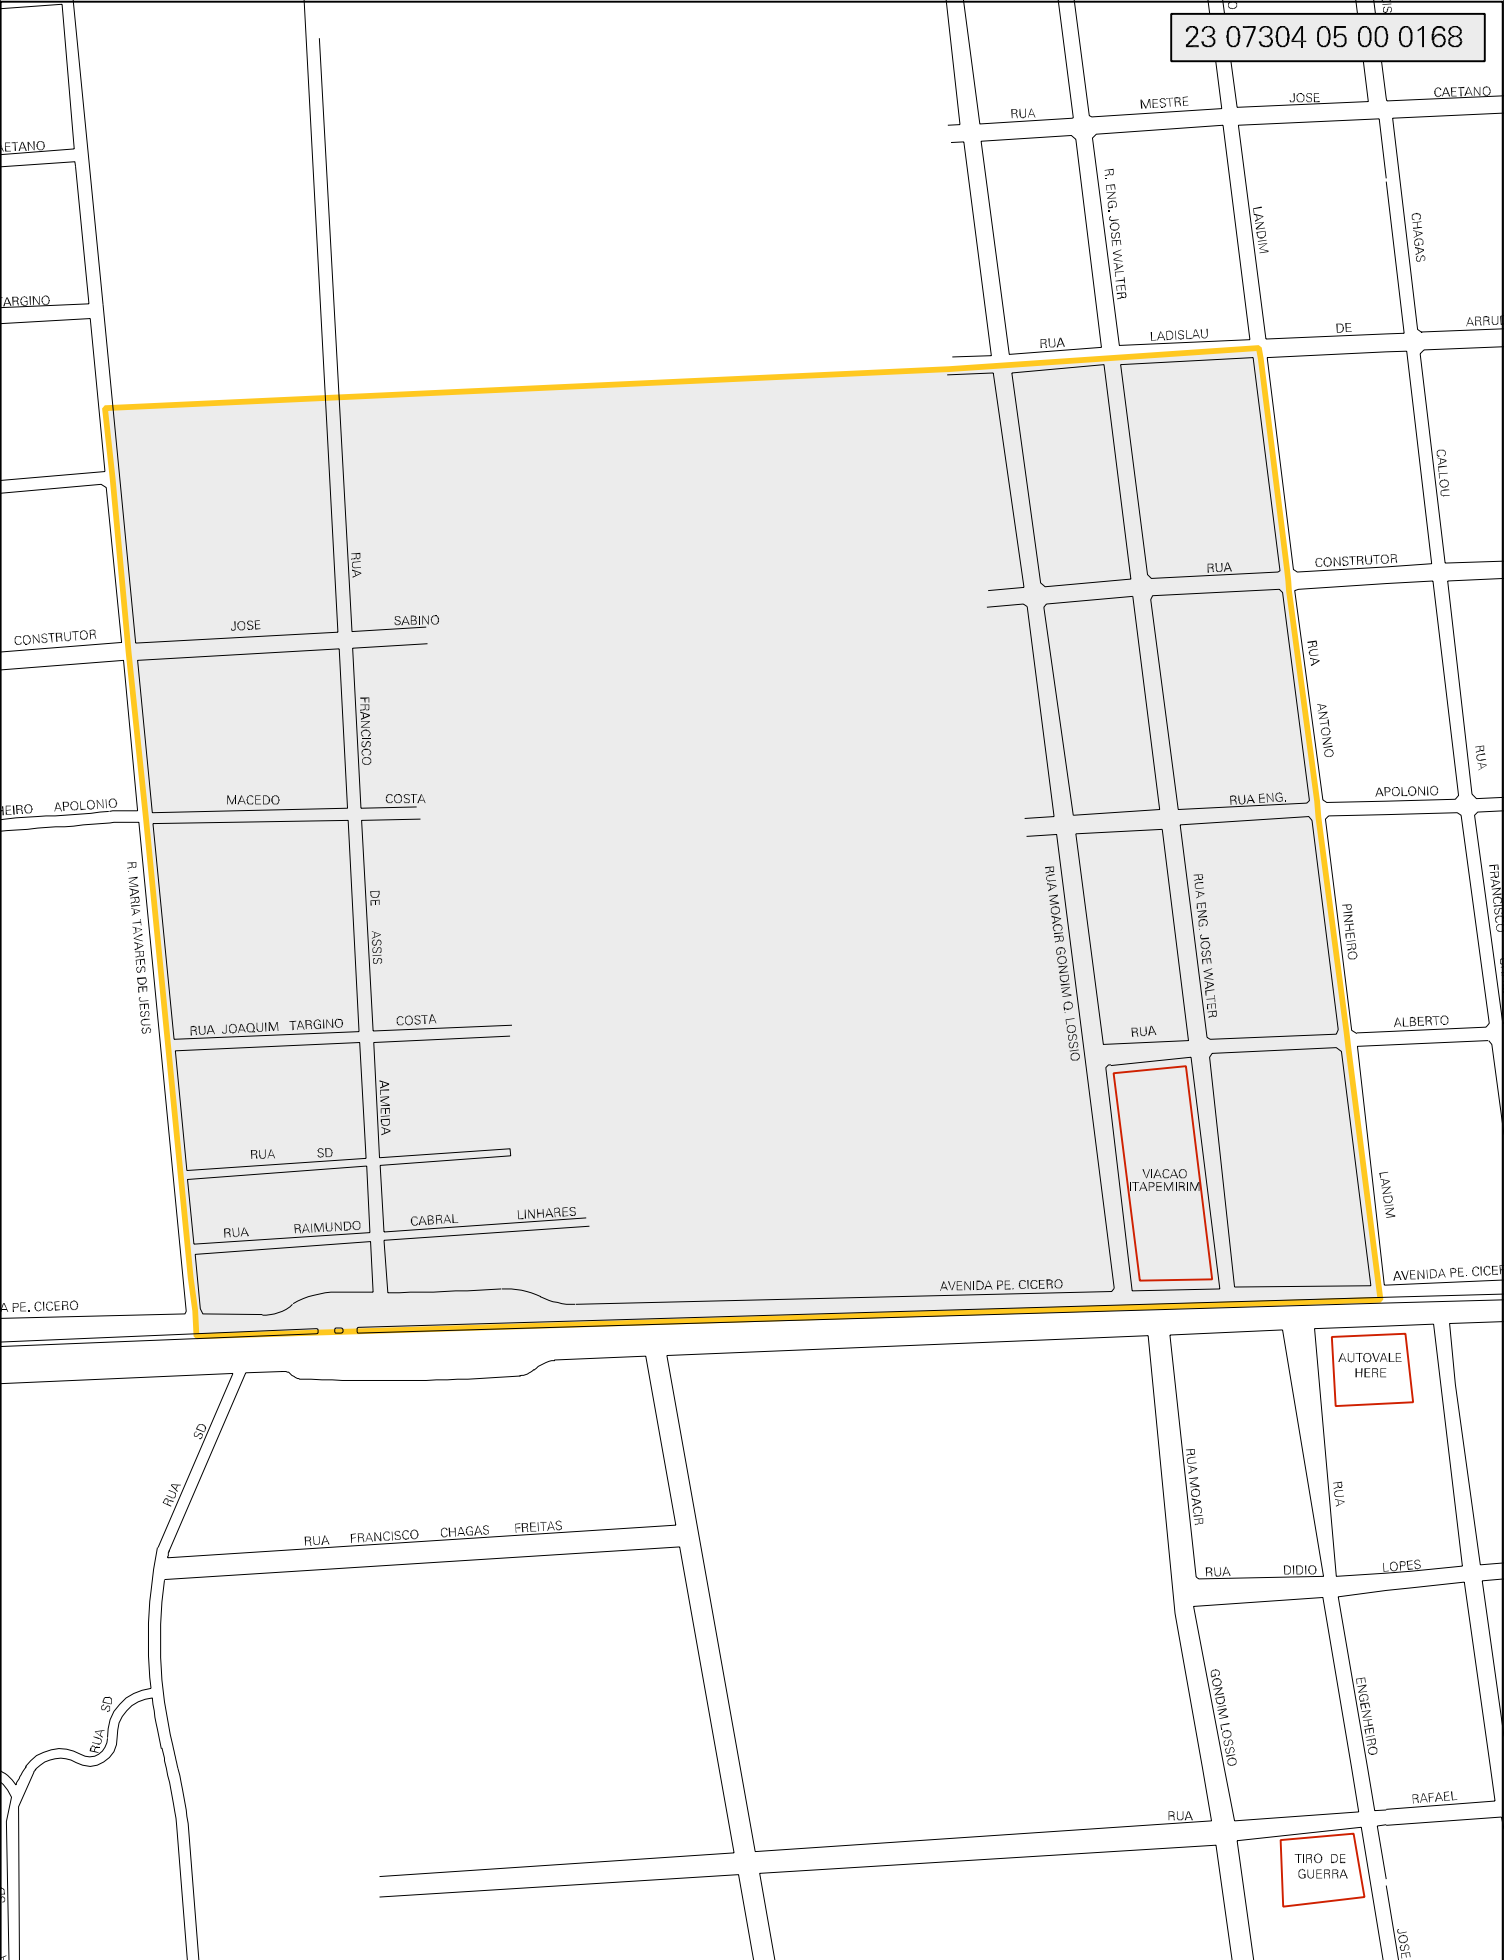 23 07304 05 00 0168
RUA MESTRE JOSE CAETANO
ETANO
R. ENG. JOSE WALTER
LANDIM
CHAGAS
ARGINO
RUA LADISLAU DE ARRU
CALLOU
RUA
RUA CONSTRUTOR
CONSTRUTOR JOSE SABINO
RUA
ANTONIO
FRANCISCO
RUA
EIRO APOLONIO MACEDO COSTA
RUA ENG. APOLONIO
R. MARIA TAVARES DE JESUS
DE
ASSIS
RUA MOACIR GONDIM Q. LOSSIO
RUA ENG. JOSE WALTER
PINHEIRO
FRANCISCO
RUA JOAQUIM TARGINO COSTA
RUA ALBERTO
ALMEIDA
RUA SD
VIACAO
ITAPEMIRIM
LANDIM
RUA RAIMUNDO CABRAL LINHARES
AVENIDA PE. CICERO
AVENIDA PE. CICE
A PE. CICERO
AUTOVALE
HERE
RUA SD
RUA MOACIR
RUA
RUA FRANCISCO CHAGAS FREITAS
RUA DIDIO LOPES
RUA SD
GONDIM LOSSIO
ENGENHEIRO
RUA RAFAEL
TIRO DE
GUERRA
JOSE